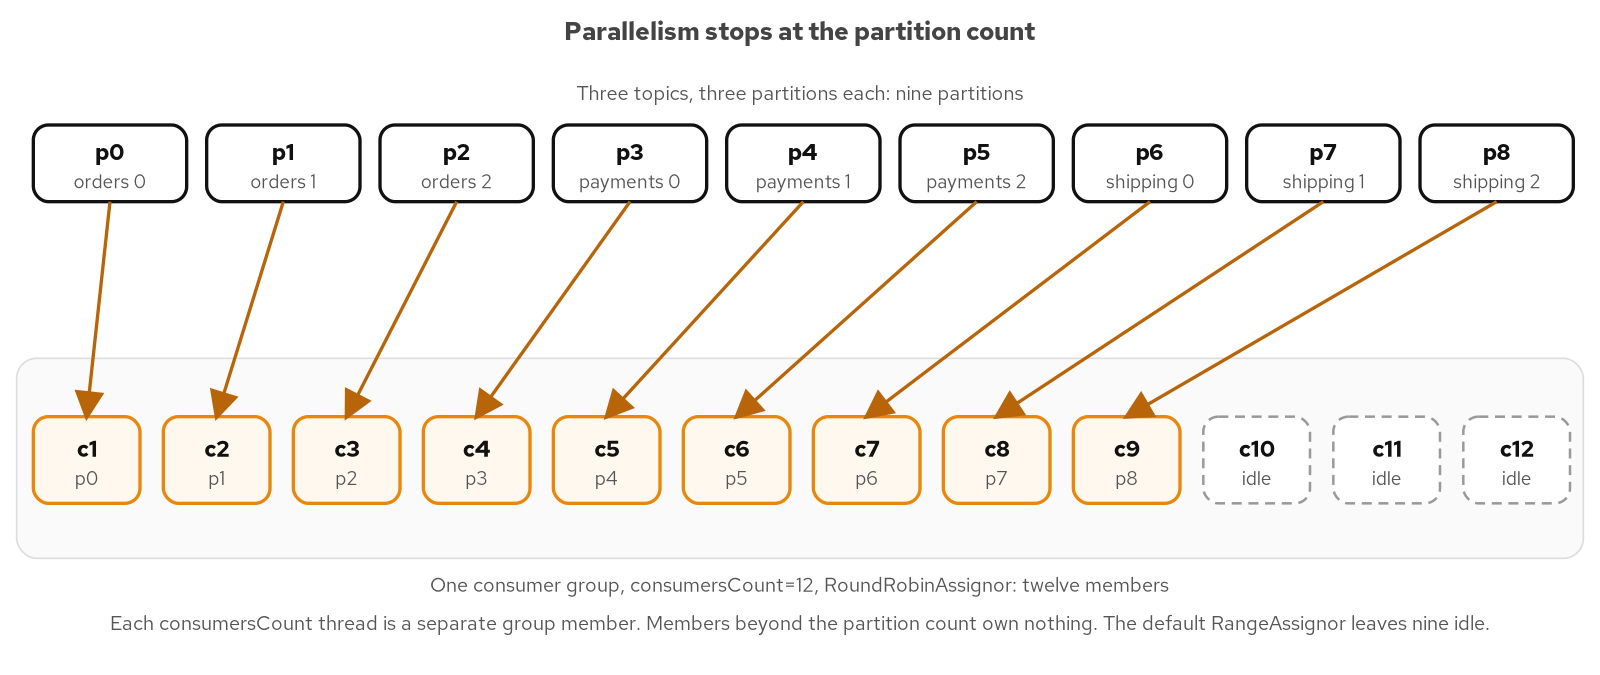 Parallelism stops at the partition count
Three topics, three partitions each: nine partitions
p0
orders 0
p1
orders 1
p2
orders 2
p3
payments 0
p4
payments 1
p5
payments 2
p6
shipping 0
p7
shipping 1
p8
shipping 2
c1
p0
c2
p1
c3
p2
c4
p3
c5
p4
c6
p5
c7
p6
c8
p7
c9
p8
c10
idle
c11
idle
c12
idle
One consumer group, consumersCount=12, RoundRobinAssignor: twelve members
Each consumersCount thread is a separate group member. Members beyond the partition count own nothing. The default RangeAssignor leaves nine idle.